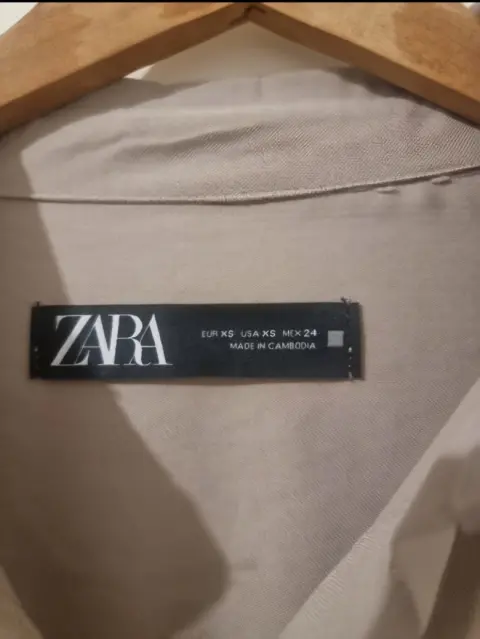 ZARA
EUR XS USA XS MEX 24
MADE IN CAMBODIA